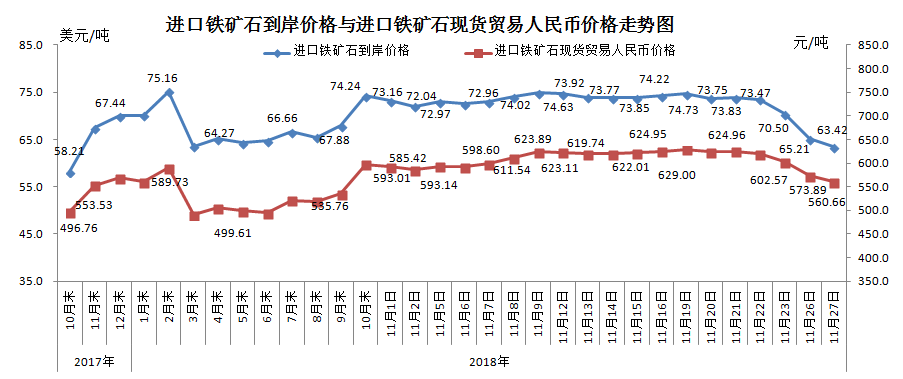 进口铁矿石到岸价格与进口铁矿石现货贸易人民币价格走势图
美元/吨
元/吨
进口铁矿石到岸价格
进口铁矿石现货贸易人民币价格
85.0
75.0
65.0
55.0
45.0
35.0
850.0
800.0
750.0
700.0
650.0
600.0
550.0
500.0
450.0
400.0
350.0
58.21
67.44
75.16
64.27
66.66
67.88
74.24
73.16
72.04
72.97
72.96
74.02
74.63
73.92
73.77
73.85
74.22
74.73
73.75
73.83
73.47
70.50
65.21
63.42
496.76
553.53
589.73
499.61
535.76
593.01
585.42
593.14
598.60
611.54
623.89
623.11
619.74
622.01
624.95
629.00
624.96
602.57
573.89
560.66
10月末
11月末
12月末
1月末
2月末
3月末
4月末
5月末
6月末
7月末
8月末
9月末
10月末
11月1日
11月2日
11月5日
11月6日
11月7日
11月8日
11月9日
11月12日
11月13日
11月14日
11月15日
11月16日
11月19日
11月20日
11月21日
11月22日
11月23日
11月26日
11月27日
2017年
2018年